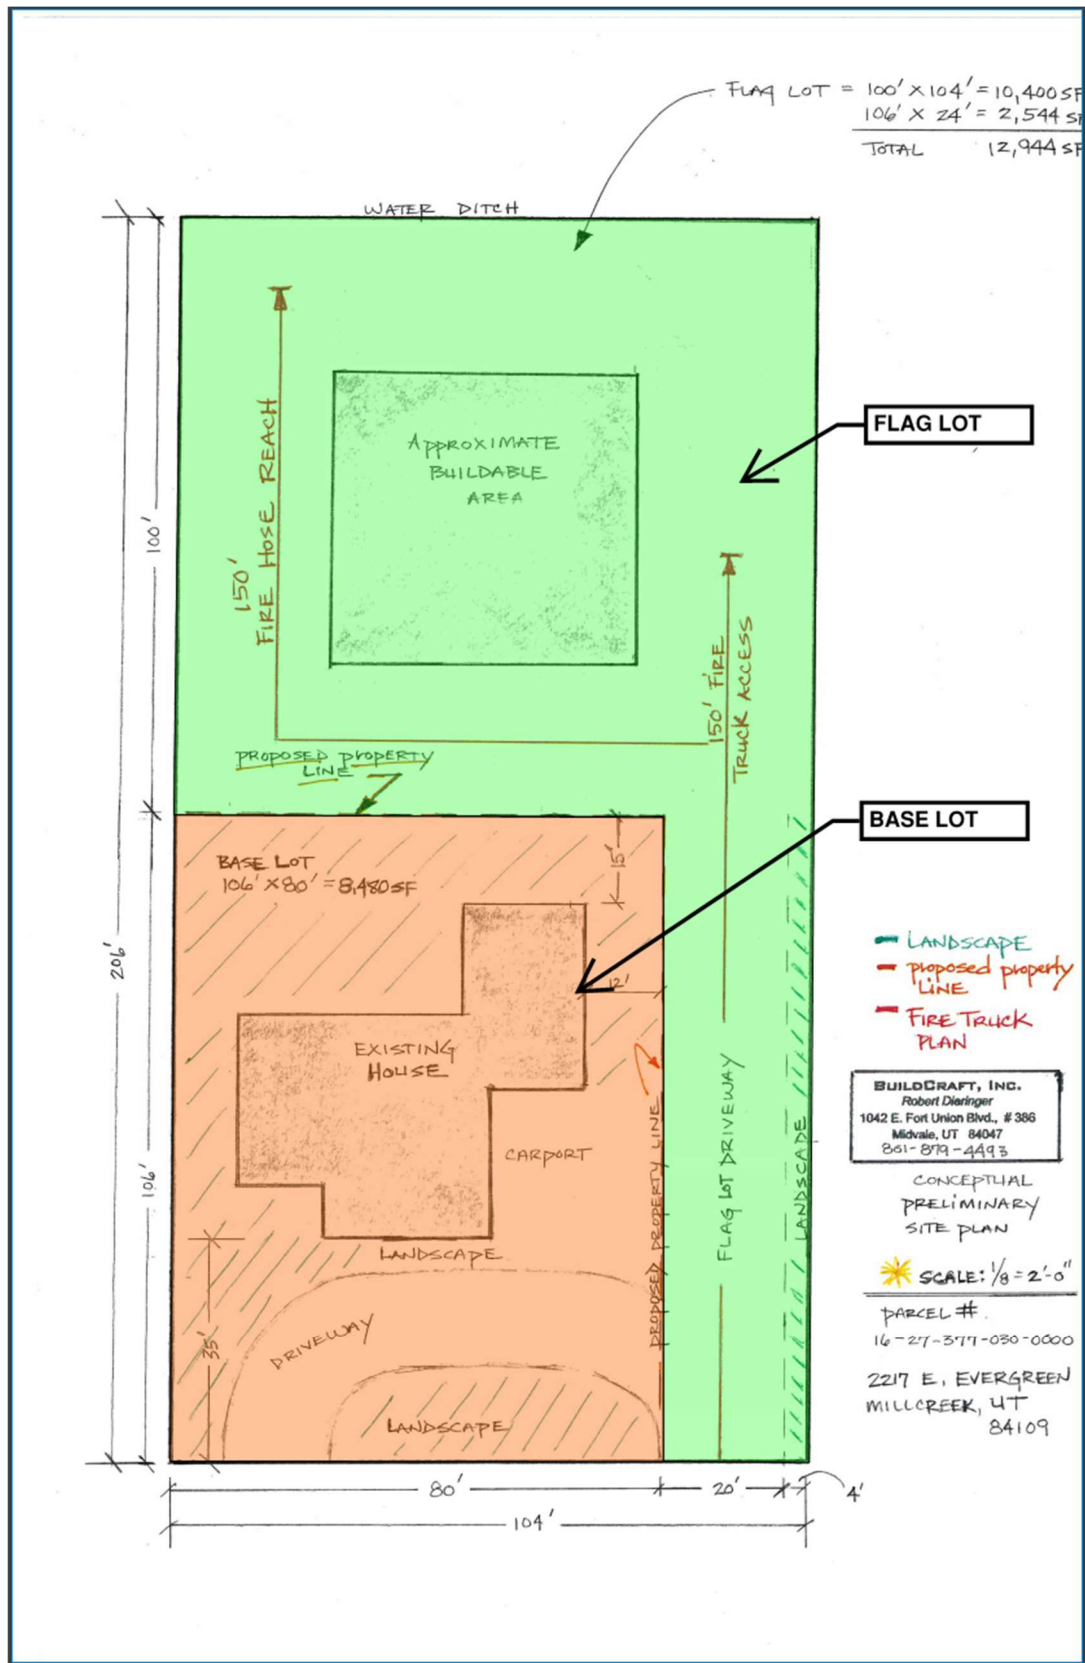 FLAG LOT = 100' X 104' = 10,400 SF
106' X 24' = 2,544 SF
TOTAL 12,944 SF
WATER DITCH
APPROXIMATE
BUILDABLE
AREA
FLAG LOT
150'
FIRE HOSE REACH
100'
150' FIRE
TRUCK ACCESS
PROPOSED PROPERTY
LINE
BASE LOT
BASE LOT
106' X 80' = 8,480 SF
15'
206'
12'
LANDSCAPE
proposed property
LINE
FIRE TRUCK
PLAN
EXISTING
HOUSE
CARPORT
106'
PROPOSED PROPERTY LINE
FLAG LOT DRIVEWAY
LANDSCAPE
BUILDCRAFT, INC.
Robert Dieringer
1042 E. Fort Union Blvd., # 386
Midvale, UT 84047
801-879-4493
CONCEPTUAL
PRELIMINARY
SITE PLAN
LANDSCAPE
SCALE: 1/8 = 2'-0"
35'
DRIVEWAY
PARCEL #.
16-27-377-030-0000
2217 E. EVERGREEN
MILLCREEK, UT
84109
LANDSCAPE
80'
20'
4'
104'